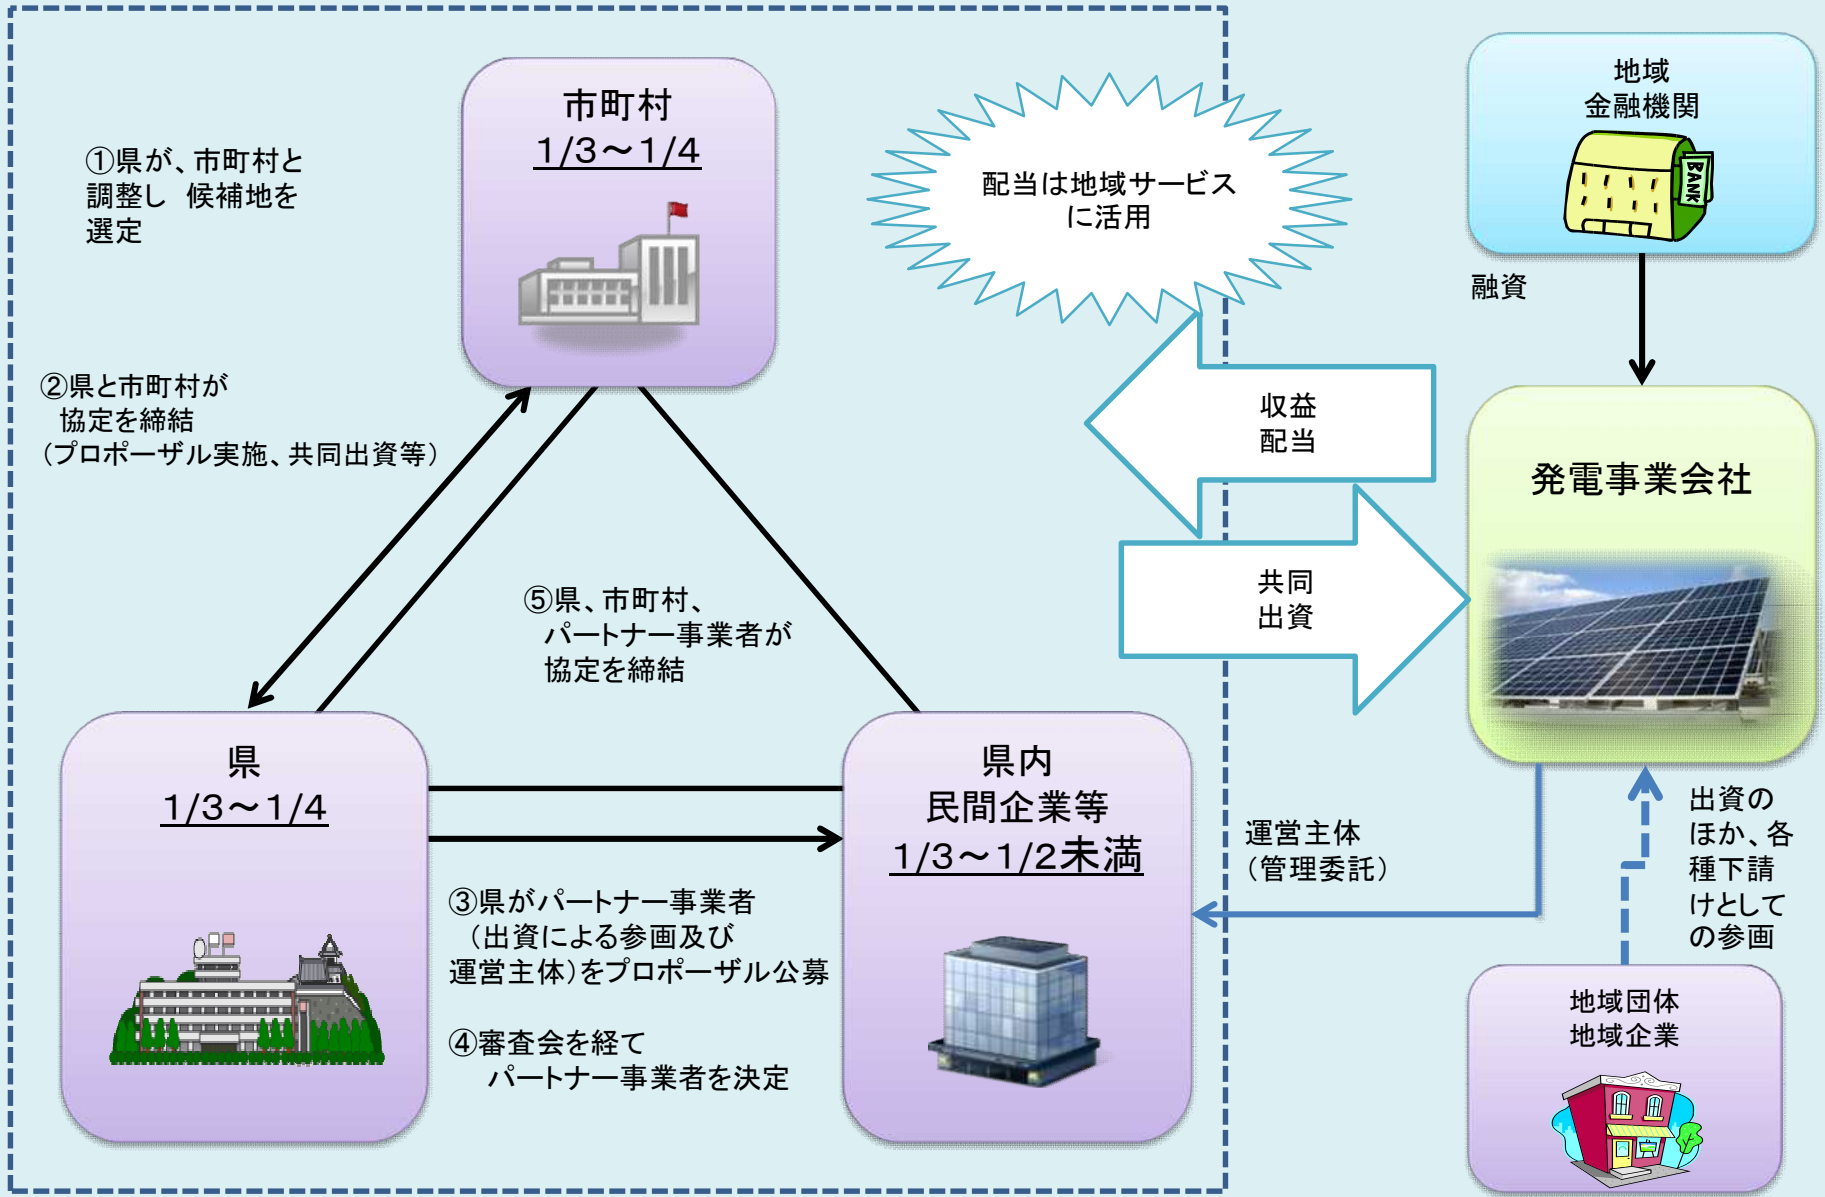 市町村
1/3～1/4
①県が、市町村と
調整し 候補地を
選定
配当は地域サービス
に活用
地域
金融機関
BANK
融資
②県と市町村が
協定を締結
（プロポーザル実施、共同出資等）
収益
配当
発電事業会社
共同
出資
⑤県、市町村、
パートナー事業者が
協定を締結
県
1/3～1/4
県内
民間企業等
1/3～1/2未満
運営主体
（管理委託）
出資の
ほか、各
種下請
けとして
の参画
③県がパートナー事業者
（出資による参画及び
運営主体）をプロポーザル公募
④審査会を経て
パートナー事業者を決定
地域団体
地域企業